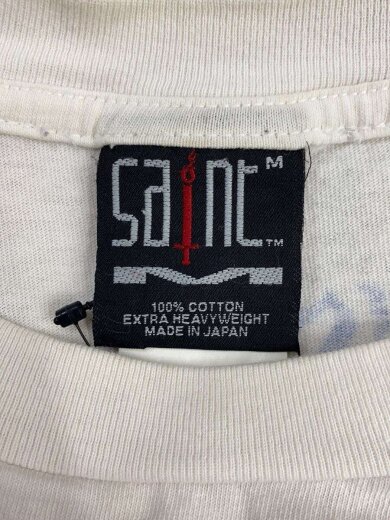 saint M
TM
100% COTTON
EXTRA HEAVYWEIGHT
MADE IN JAPAN